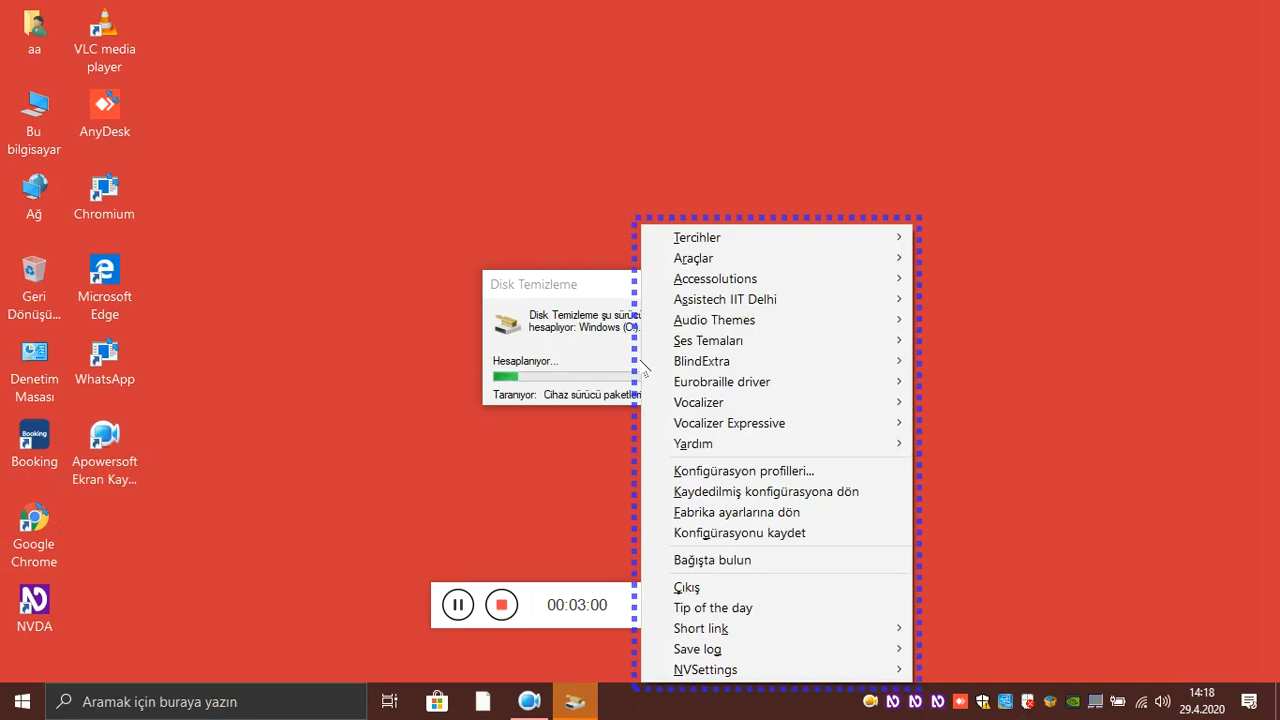 aa
VLC media
player
Bu
bilgisayar
AnyDesk
Ağ
Chromium
Geri
Dönüşü...
Microsoft
Edge
Denetim
Masası
WhatsApp
Booking
Booking
Apowersoft
Ekran Kay...
Google
Chrome
NVDA
Disk Temizleme
Disk Temizleme şu sürücü
hesaplıyor: Windows (C:).
Hesaplanıyor...
Taranıyor: Cihaz sürücü paketleri
00:03:00
Tercihler
Araçlar
Accessolutions
Assistech IIT Delhi
Audio Themes
Ses Temaları
BlindExtra
Eurobraille driver
Vocalizer
Vocalizer Expressive
Yardım
Konfigürasyon profilleri...
Kaydedilmiş konfigürasyona dön
Fabrika ayarlarına dön
Konfigürasyonu kaydet
Bağışta bulun
Çıkış
Tip of the day
Short link
Save log
NVSettings
Aramak için buraya yazın
14:18
29.4.2020